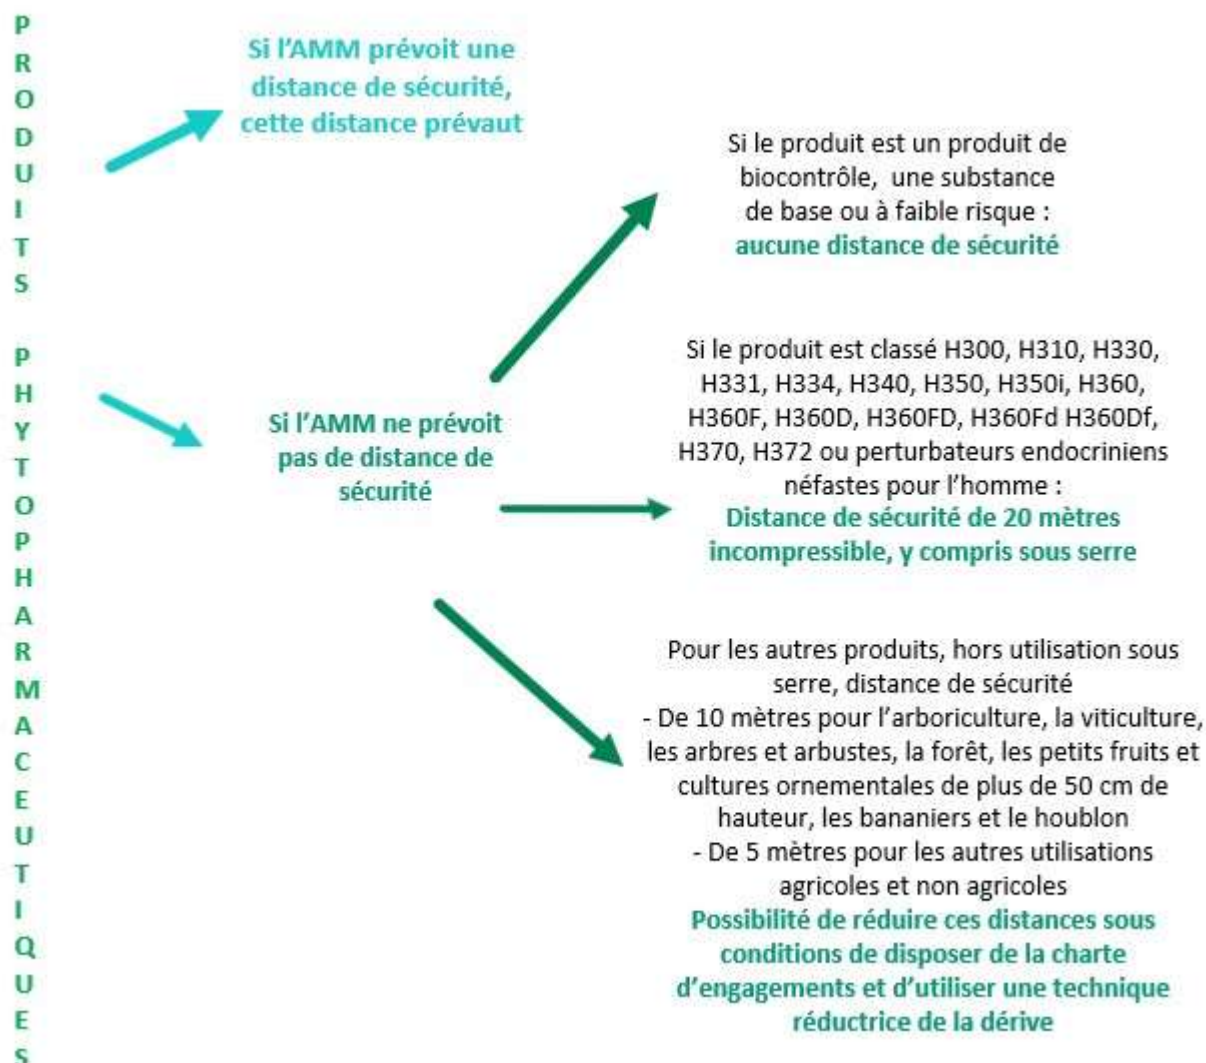 PRODUITS PHYTOPHARMACEUTIQUES
Si l'AMM prévoit une
distance de sécurité,
cette distance prévaut
Si l'AMM ne prévoit
pas de distance de
sécurité
Si le produit est un produit de
biocontrôle, une substance
de base ou à faible risque :
aucune distance de sécurité
Si le produit est classé H300, H310, H330,
H331, H334, H340, H350, H350i, H360,
H360F, H360D, H360FD, H360Fd H360Df,
H370, H372 ou perturbateurs endocriniens
néfastes pour l'homme :
Distance de sécurité de 20 mètres
incompressible, y compris sous serre
Pour les autres produits, hors utilisation sous
serre, distance de sécurité
- De 10 mètres pour l'arboriculture, la viticulture,
les arbres et arbustes, la forêt, les petits fruits et
cultures ornementales de plus de 50 cm de
hauteur, les bananiers et le houblon
- De 5 mètres pour les autres utilisations
agricoles et non agricoles
Possibilité de réduire ces distances sous
conditions de disposer de la charte
d'engagements et d'utiliser une technique
réductrice de la dérive